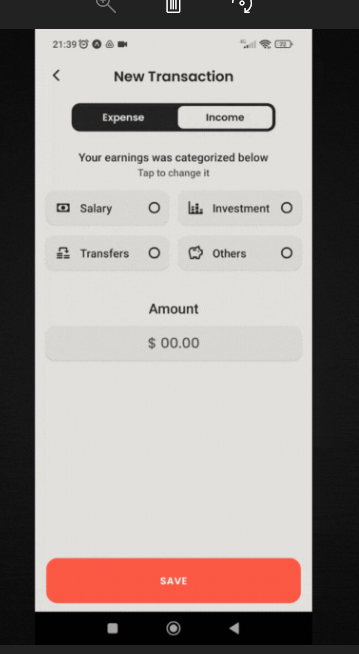 21:39
72
New Transaction
Expense Income
Your earnings was categorized below
Tap to change it
Salary Investment
Transfers Others
Amount
$ 00.00
SAVE